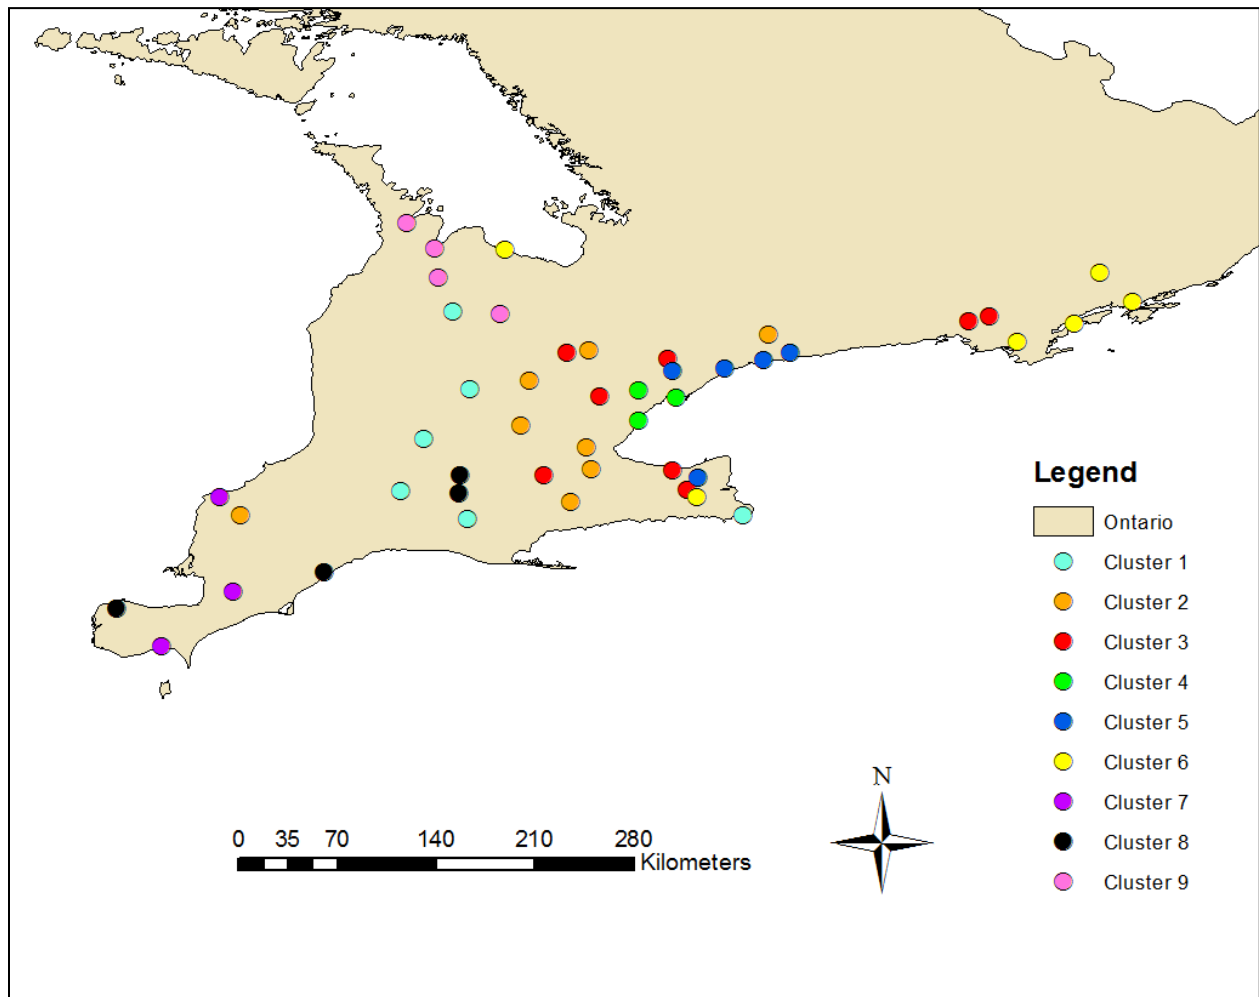 Legend
Ontario
Cluster 1
Cluster 2
Cluster 3
Cluster 4
Cluster 5
Cluster 6
Cluster 7
Cluster 8
Cluster 9
N
0 35 70 140 210 280
Kilometers